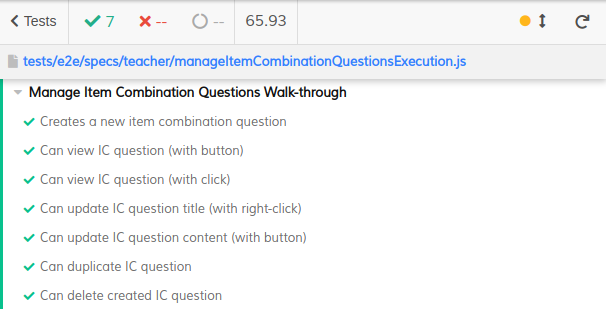 Tests 7 -- -- 65.93
tests/e2e/specs/teacher/manageItemCombinationQuestionsExecution.js
Manage Item Combination Questions Walk-through
Creates a new item combination question
Can view IC question (with button)
Can view IC question (with click)
Can update IC question title (with right-click)
Can update IC question content (with button)
Can duplicate IC question
Can delete created IC question